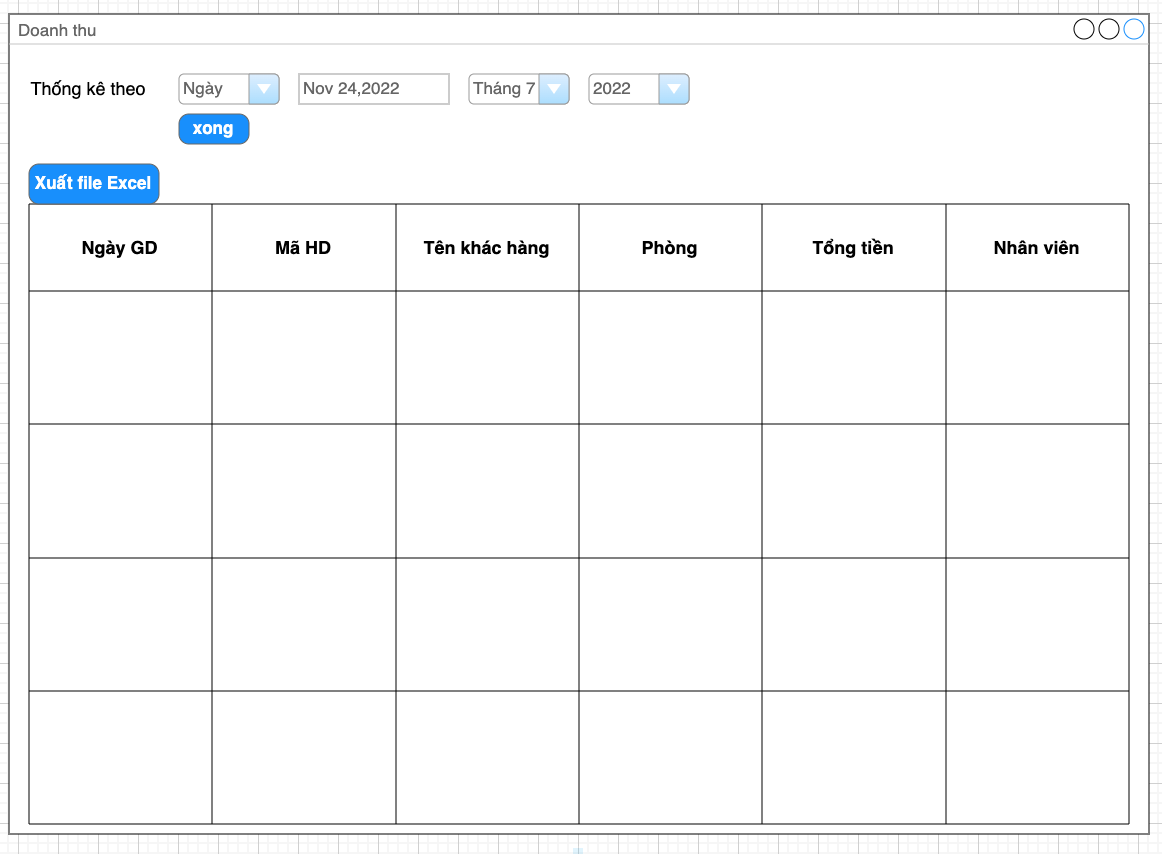 Doanh thu
Thống kê theo Ngày Nov 24,2022 Tháng 7 2022
xong
Xuất file Excel
Ngày GD Mã HD Tên khác hàng Phòng Tổng tiền Nhân viên